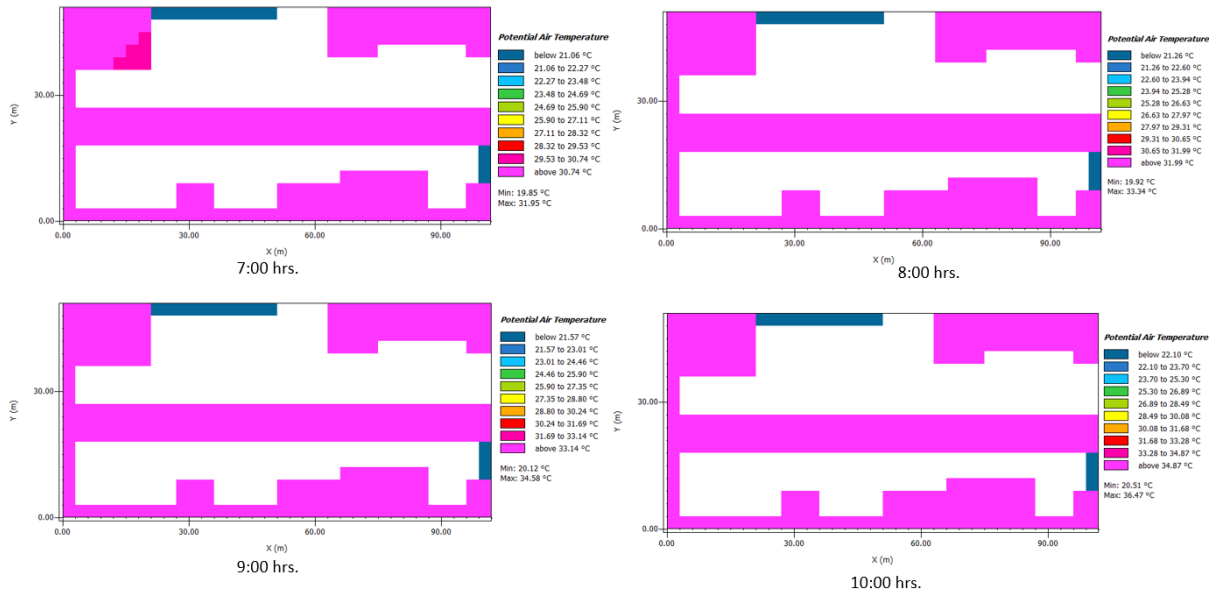 Potential Air Temperature
below 21.06 °C
21.06 to 22.27 °C
22.27 to 23.48 °C
23.48 to 24.69 °C
24.69 to 25.90 °C
25.90 to 27.11 °C
27.11 to 28.32 °C
28.32 to 29.53 °C
29.53 to 30.74 °C
above 30.74 °C
Min: 19.85 °C
Max: 31.95 °C
Y (m)
30.00
0.00
0.00 30.00 60.00 90.00
X (m)
7:00 hrs.
Potential Air Temperature
below 21.26 °C
21.26 to 22.60 °C
22.60 to 23.94 °C
23.94 to 25.28 °C
25.28 to 26.63 °C
26.63 to 27.97 °C
27.97 to 29.31 °C
29.31 to 30.65 °C
30.65 to 31.99 °C
above 31.99 °C
Min: 19.92 °C
Max: 33.34 °C
Y (m)
30.00
0.00
0.00 30.00 60.00 90.00
X (m)
8:00 hrs.
Potential Air Temperature
below 21.57 °C
21.57 to 23.01 °C
23.01 to 24.46 °C
24.46 to 25.90 °C
25.90 to 27.35 °C
27.35 to 28.80 °C
28.80 to 30.24 °C
30.24 to 31.69 °C
31.69 to 33.14 °C
above 33.14 °C
Min: 20.12 °C
Max: 34.58 °C
Y (m)
30.00
0.00
0.00 30.00 60.00 90.00
X (m)
9:00 hrs.
Potential Air Temperature
below 22.10 °C
22.10 to 23.70 °C
23.70 to 25.30 °C
25.30 to 26.89 °C
26.89 to 28.49 °C
28.49 to 30.08 °C
30.08 to 31.68 °C
31.68 to 33.28 °C
33.28 to 34.87 °C
above 34.87 °C
Min: 20.51 °C
Max: 36.47 °C
Y (m)
30.00
0.00
0.00 30.00 60.00 90.00
X (m)
10:00 hrs.